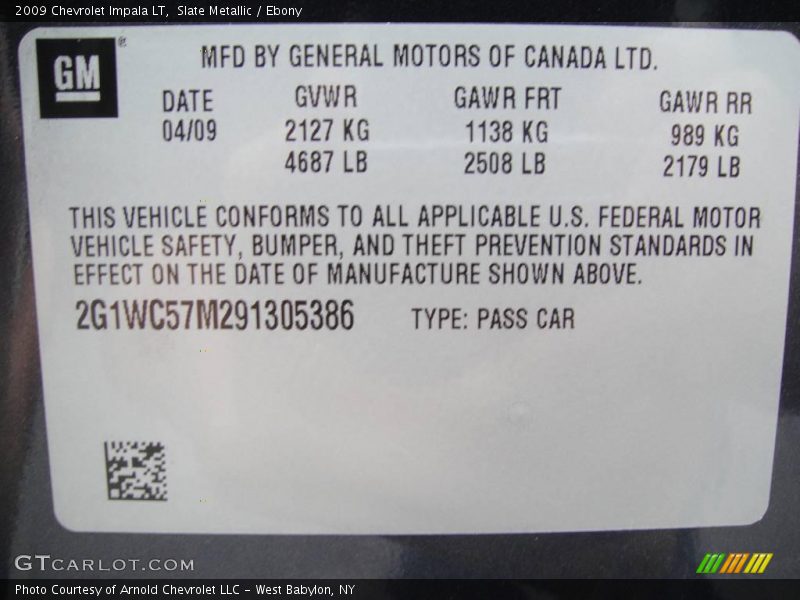 2009 Chevrolet Impala LT,  Slate Metallic / Ebony
GM®
MFD BY GENERAL MOTORS OF CANADA LTD.
DATE GVWR GAWR FRT GAWR RR
04/09 2127 KG 1138 KG 989 KG
4687 LB 2508 LB 2179 LB
THIS VEHICLE CONFORMS TO ALL APPLICABLE U.S. FEDERAL MOTOR
VEHICLE SAFETY, BUMPER, AND THEFT PREVENTION STANDARDS IN
EFFECT ON THE DATE OF MANUFACTURE SHOWN ABOVE.
2G1WC57M291305386 TYPE: PASS CAR
GTCARLOT.COM
Photo Courtesy of Arnold Chevrolet LLC - West Babylon, NY